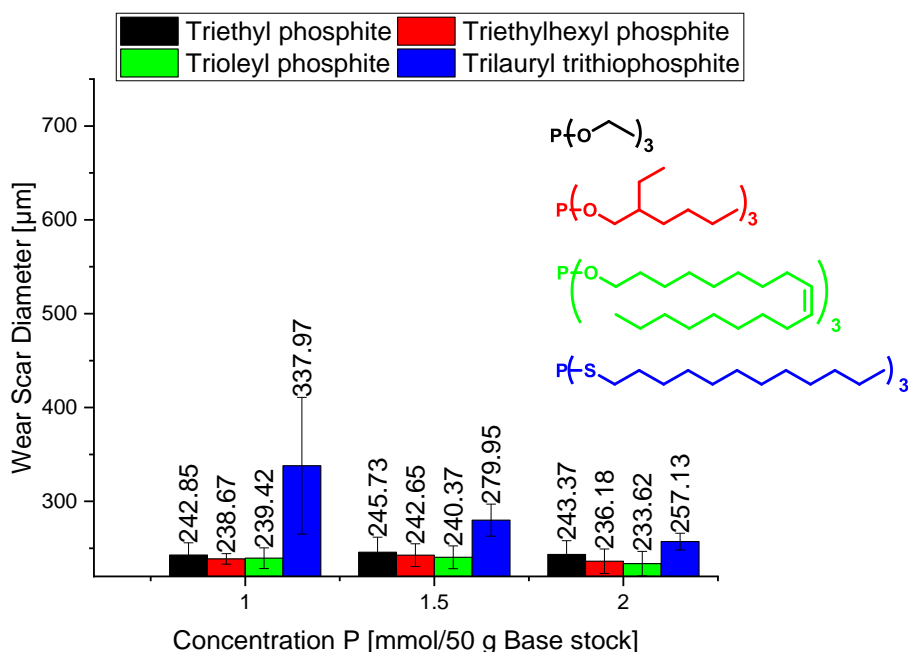 Triethyl phosphite Triethylhexyl phosphite
Trioleyl phosphite Trilauryl trithiophosphite
Wear Scar Diameter [µm]
700
600
500
400
300
242.85
238.67
239.42
337.97
245.73
242.65
240.37
279.95
243.37
236.18
233.62
257.13
P(O)3
P(O)3
P(O)3
P(S)3
1 1.5 2
Concentration P [mmol/50 g Base stock]